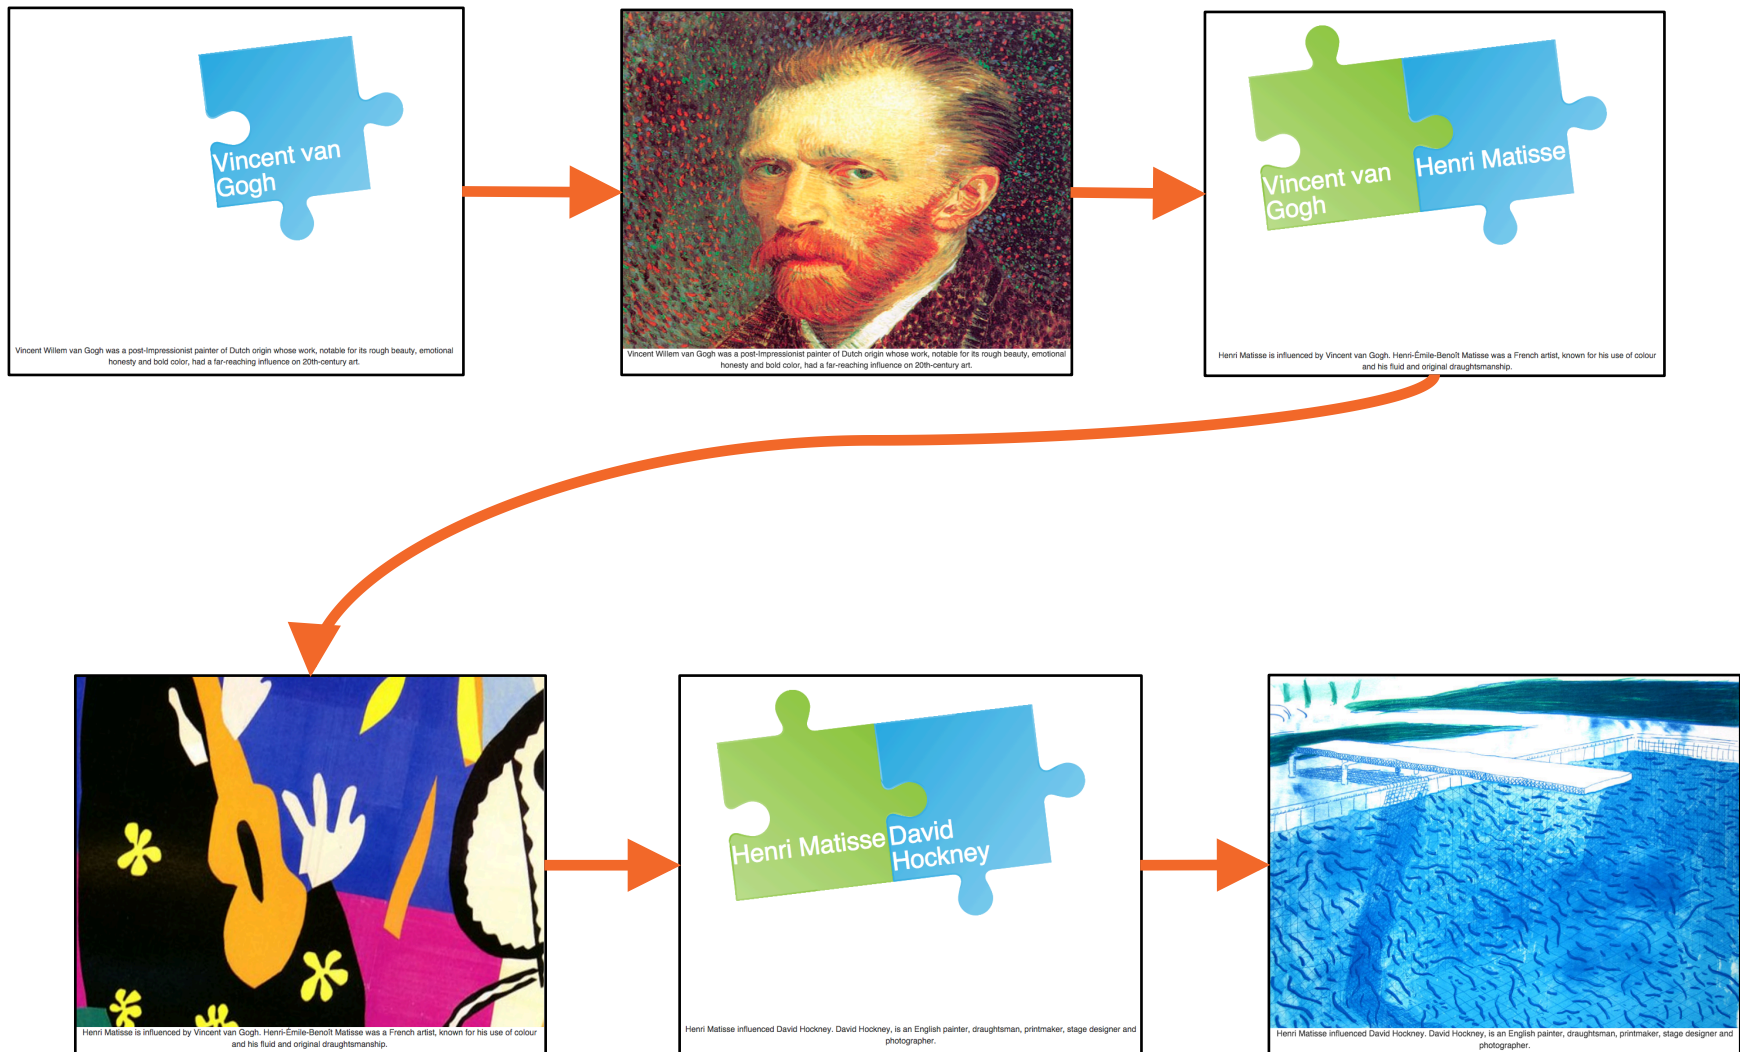 Vincent van
Gogh
Vincent Willem van Gogh was a post-Impressionist painter of Dutch origin whose work, notable for its rough beauty, emotional
honesty and bold color, had a far-reaching influence on 20th-century art.
Vincent Willem van Gogh was a post-Impressionist painter of Dutch origin whose work, notable for its rough beauty, emotional
honesty and bold color, had a far-reaching influence on 20th-century art.
Vincent van
Gogh
Henri Matisse
Henri Matisse is influenced by Vincent van Gogh. Henri-Émile-Benoît Matisse was a French artist, known for his use of colour
and his fluid and original draughtsmanship.
Henri Matisse is influenced by Vincent van Gogh. Henri-Émile-Benoît Matisse was a French artist, known for his use of colour
and his fluid and original draughtsmanship.
Henri Matisse
David
Hockney
Henri Matisse influenced David Hockney. David Hockney, is an English painter, draughtsman, printmaker, stage designer and
photographer.
Henri Matisse influenced David Hockney. David Hockney, is an English painter, draughtsman, printmaker, stage designer and
photographer.